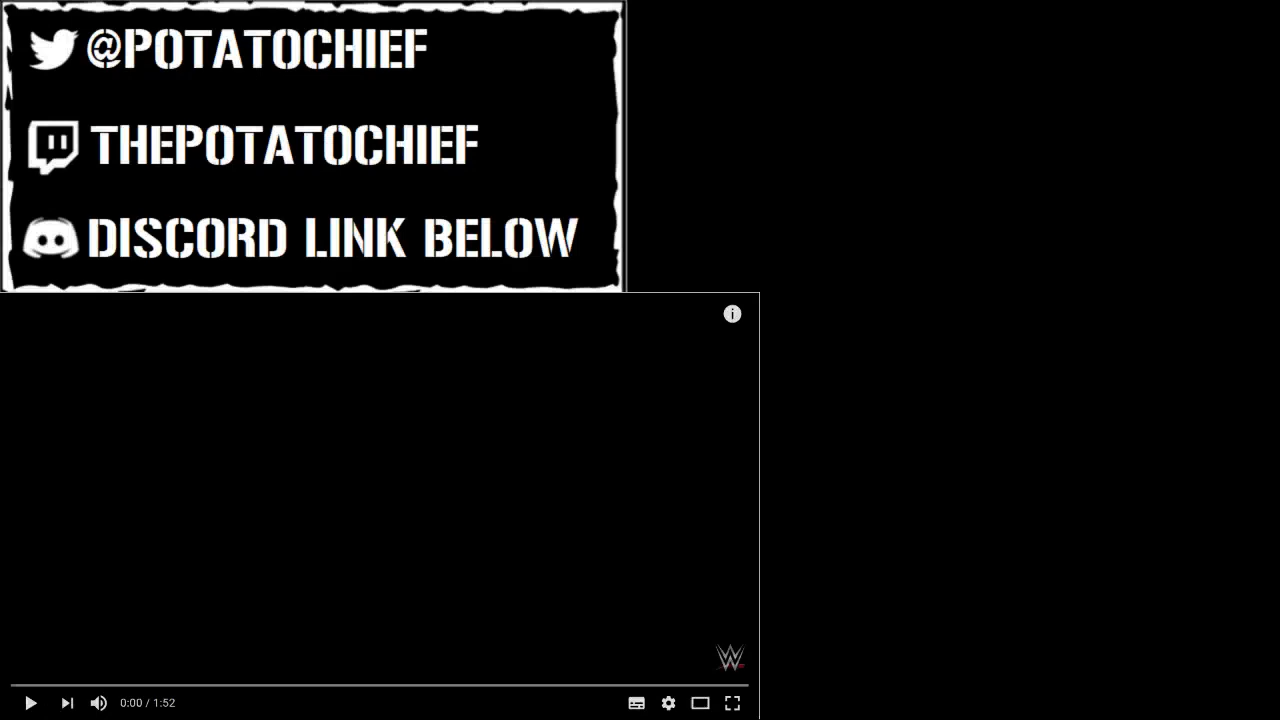 @POTATOCHIEF
THEPOTATOCHIEF
DISCORD LINK BELOW
i
W
0:00 / 1:52